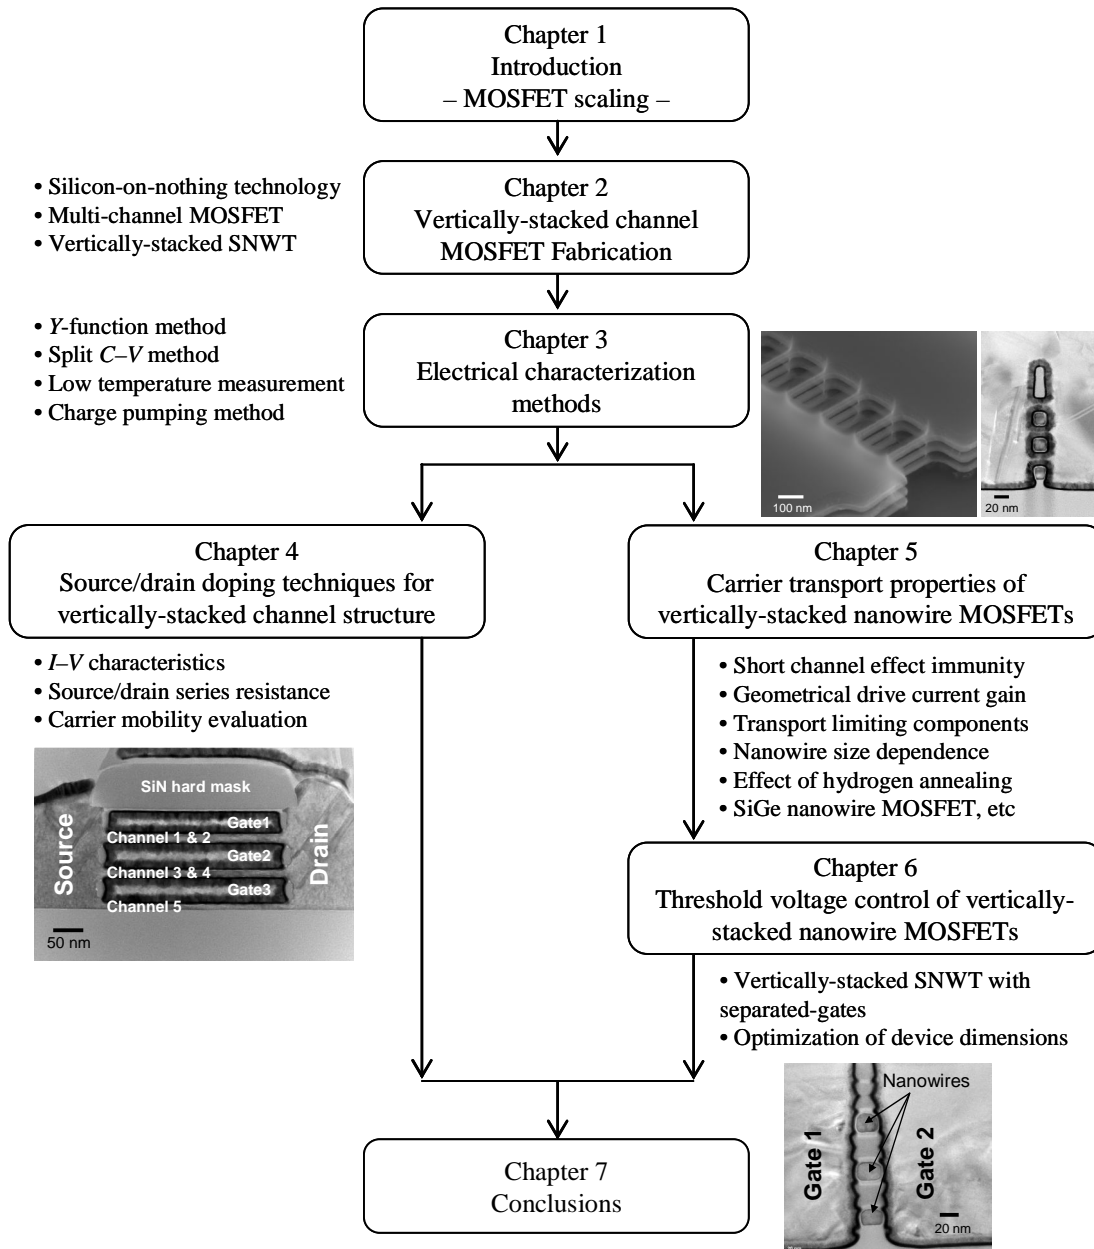 Chapter 1
Introduction
– MOSFET scaling –
• Silicon-on-nothing technology
• Multi-channel MOSFET
• Vertically-stacked SNWT
Chapter 2
Vertically-stacked channel
MOSFET Fabrication
• Y-function method
• Split C–V method
• Low temperature measurement
• Charge pumping method
Chapter 3
Electrical characterization
methods
100 nm
20 nm
Chapter 4
Source/drain doping techniques for
vertically-stacked channel structure
• I–V characteristics
• Source/drain series resistance
• Carrier mobility evaluation
SiN hard mask
Source
Drain
Gate1
Channel 1 & 2
Gate2
Channel 3 & 4
Gate3
Channel 5
50 nm
Chapter 5
Carrier transport properties of
vertically-stacked nanowire MOSFETs
• Short channel effect immunity
• Geometrical drive current gain
• Transport limiting components
• Nanowire size dependence
• Effect of hydrogen annealing
• SiGe nanowire MOSFET, etc
Chapter 6
Threshold voltage control of vertically-
stacked nanowire MOSFETs
• Vertically-stacked SNWT with
separated-gates
• Optimization of device dimensions
Nanowires
Gate 1
Gate 2
20 nm
Chapter 7
Conclusions